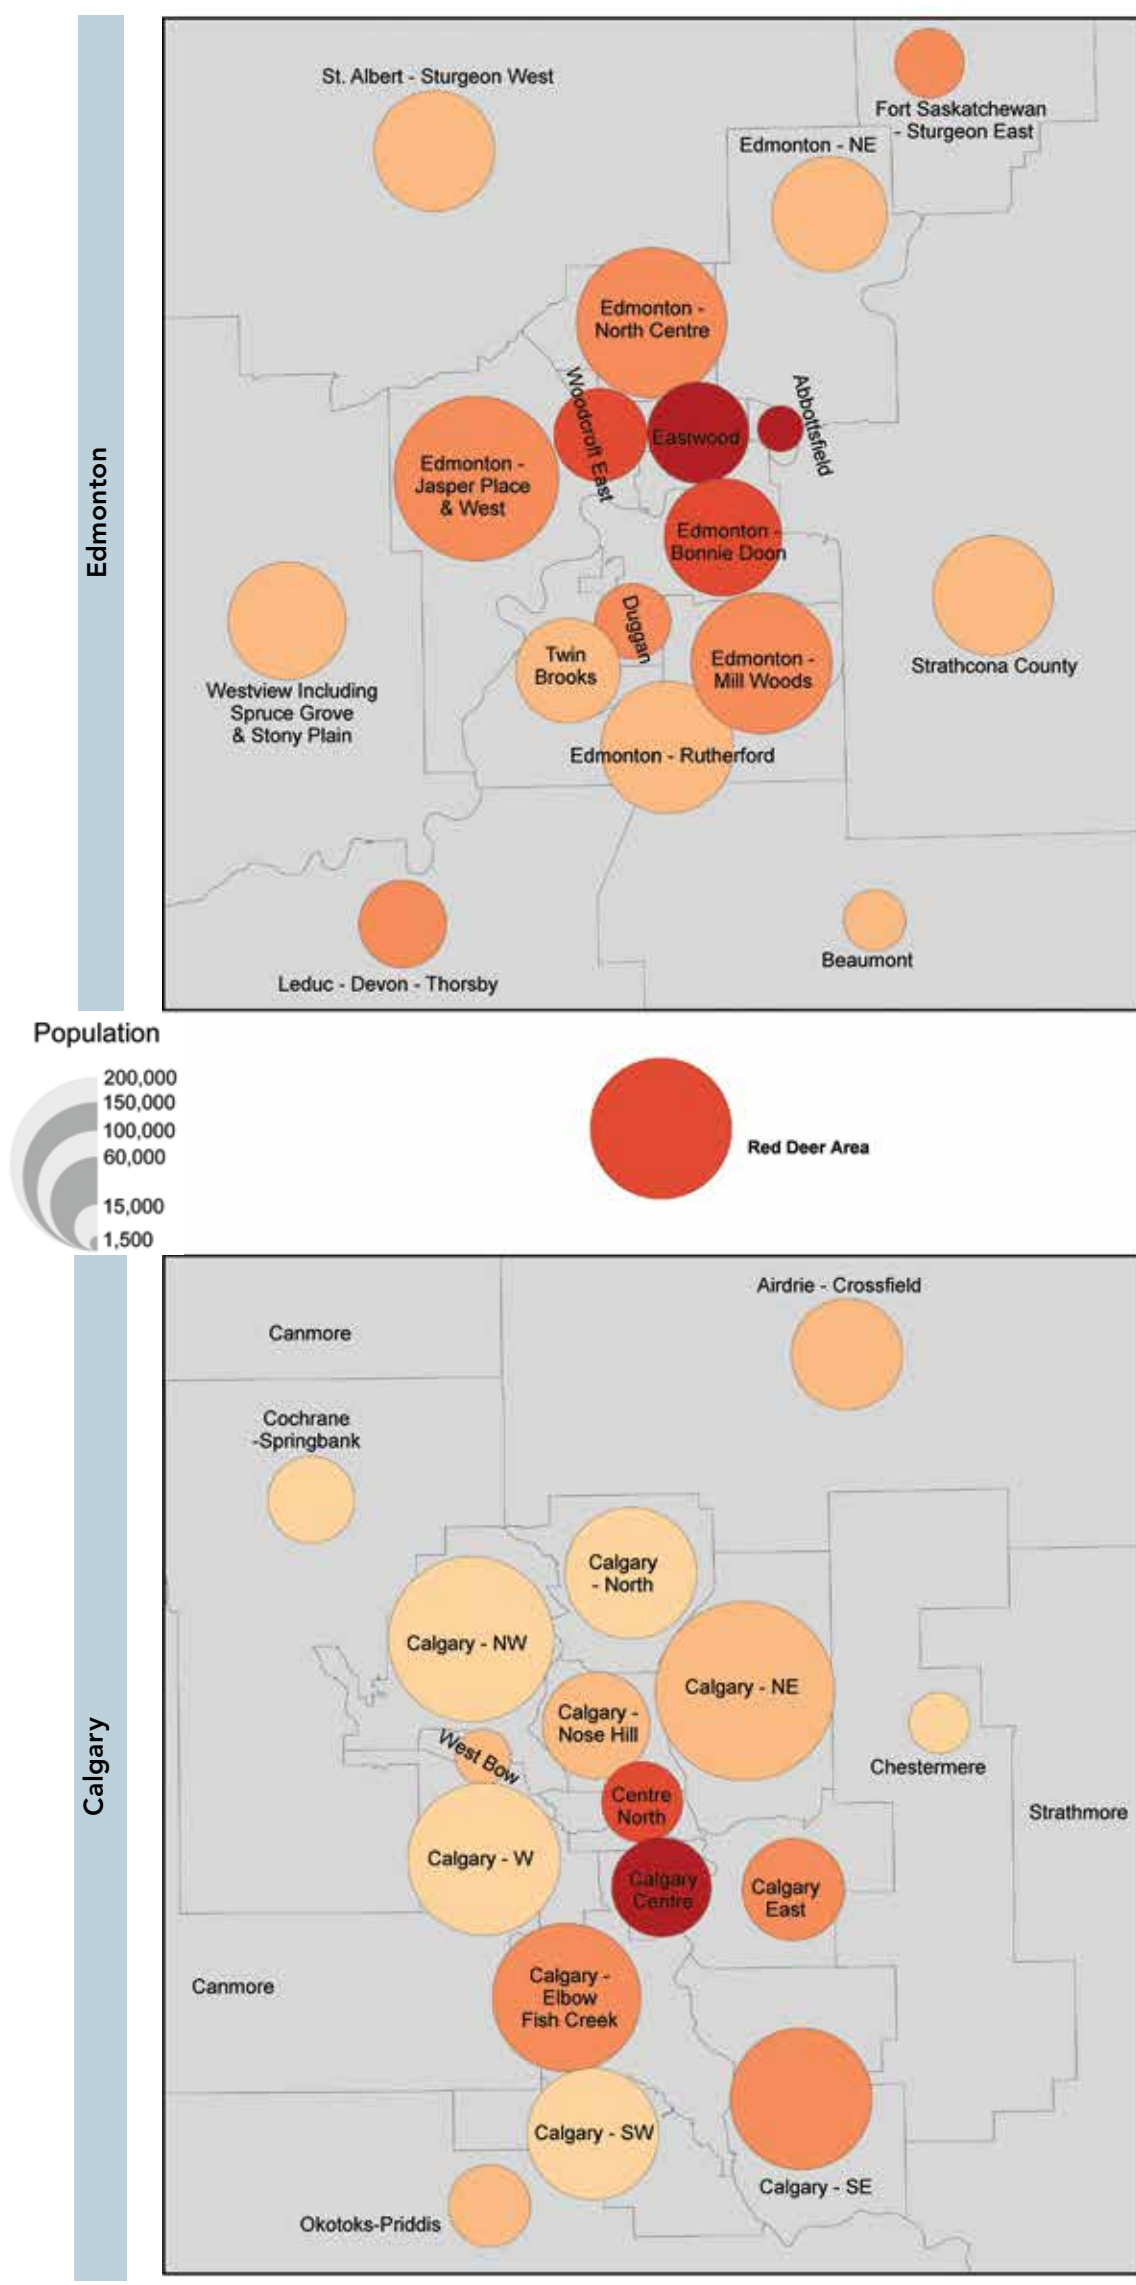 Edmonton
St. Albert - Sturgeon West
Fort Saskatchewan
- Sturgeon East
Edmonton - NE
Edmonton -
North Centre
Woodcroft East
Eastwood
Abbottsfield
Edmonton -
Jasper Place
& West
Edmonton -
Bonnie Doon
Duggan
Twin
Brooks
Edmonton -
Mill Woods
Strathcona County
Westview Including
Spruce Grove
& Stony Plain
Edmonton - Rutherford
Leduc - Devon - Thorsby
Beaumont
Population
200,000
150,000
100,000
60,000
15,000
1,500
Red Deer Area
Calgary
Airdrie - Crossfield
Canmore
Cochrane
-Springbank
Calgary
- North
Calgary - NW
Calgary - NE
Calgary -
Nose Hill
West Bow
Chestermere
Centre
North
Strathmore
Calgary - W
Calgary
Centre
Calgary
East
Calgary -
Elbow
Fish Creek
Canmore
Calgary - SW
Calgary - SE
Okotoks-Priddis